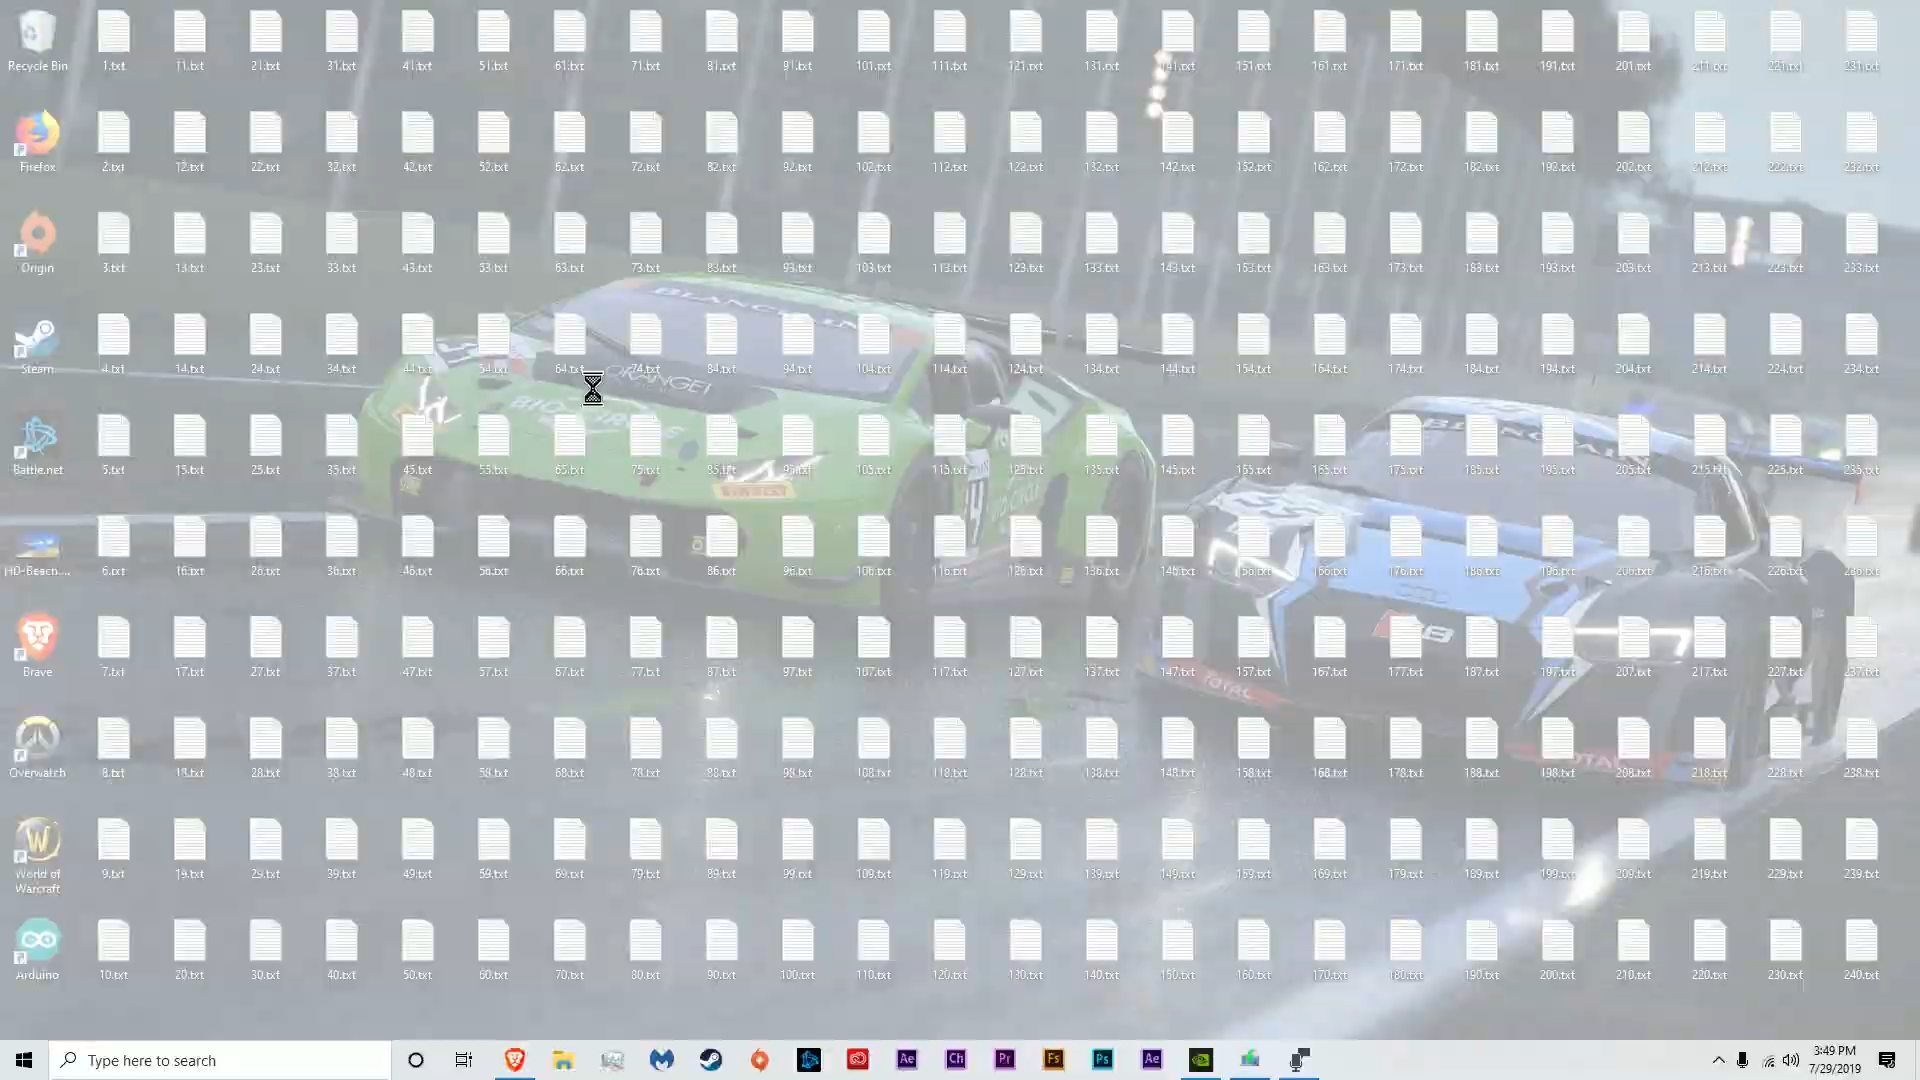 Recycle Bin 1.txt 11.txt 21.txt 31.txt 41.txt 51.txt 61.txt 71.txt 81.txt 91.txt 101.txt 111.txt 121.txt 131.txt 141.txt 151.txt 161.txt 171.txt 181.txt 191.txt 201.txt 211.txt 221.txt 231.txt
Firefox 2.txt 12.txt 22.txt 32.txt 42.txt 52.txt 62.txt 72.txt 82.txt 92.txt 102.txt 112.txt 122.txt 132.txt 142.txt 152.txt 162.txt 172.txt 182.txt 192.txt 202.txt 212.txt 222.txt 232.txt
Origin 3.txt 13.txt 23.txt 33.txt 43.txt 53.txt 63.txt 73.txt 83.txt 93.txt 103.txt 113.txt 123.txt 133.txt 143.txt 153.txt 163.txt 173.txt 183.txt 193.txt 203.txt 213.txt 223.txt 233.txt
BLANCPAIN
Steam 4.txt 14.txt 24.txt 34.txt 44.txt 54.txt 64.txt 74.txt 84.txt 94.txt 104.txt 114.txt 124.txt 134.txt 144.txt 154.txt 164.txt 174.txt 184.txt 194.txt 204.txt 214.txt 224.txt 234.txt
ORANGE1
BLANCPAIN
Battle.net 5.txt 15.txt 25.txt 35.txt 45.txt 55.txt 65.txt 75.txt 85.txt 95.txt 105.txt 115.txt 125.txt 135.txt 145.txt 155.txt 165.txt 175.txt 185.txt 195.txt 205.txt 215.txt 225.txt 235.txt
PIRELLI
HD-Beach.... 6.txt 16.txt 26.txt 36.txt 46.txt 56.txt 66.txt 76.txt 86.txt 96.txt 106.txt 116.txt 126.txt 136.txt 146.txt 156.txt 166.txt 176.txt 186.txt 196.txt 206.txt 216.txt 226.txt 236.txt
R8
Brave 7.txt 17.txt 27.txt 37.txt 47.txt 57.txt 67.txt 77.txt 87.txt 97.txt 107.txt 117.txt 127.txt 137.txt 147.txt 157.txt 167.txt 177.txt 187.txt 197.txt 207.txt 217.txt 227.txt 237.txt
TOTAL
TOTAL
Overwatch 8.txt 18.txt 28.txt 38.txt 48.txt 58.txt 68.txt 78.txt 88.txt 98.txt 108.txt 118.txt 128.txt 138.txt 148.txt 158.txt 168.txt 178.txt 188.txt 198.txt 208.txt 218.txt 228.txt 238.txt
World of 9.txt 19.txt 29.txt 39.txt 49.txt 59.txt 69.txt 79.txt 89.txt 99.txt 109.txt 119.txt 129.txt 139.txt 149.txt 159.txt 169.txt 179.txt 189.txt 199.txt 209.txt 219.txt 229.txt 239.txt
Warcraft
Arduino 10.txt 20.txt 30.txt 40.txt 50.txt 60.txt 70.txt 80.txt 90.txt 100.txt 110.txt 120.txt 130.txt 140.txt 150.txt 160.txt 170.txt 180.txt 190.txt 200.txt 210.txt 220.txt 230.txt 240.txt
Type here to search Ae Ch Pr Fs Ps Ae 3:49 PM
7/29/2019